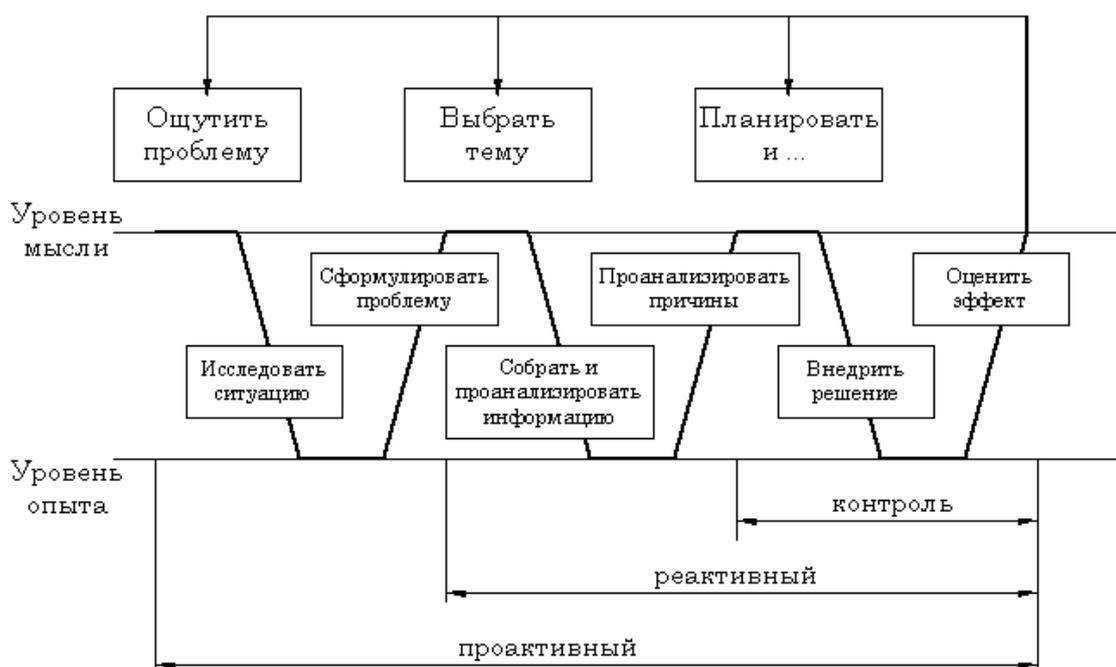 Ощутить
проблему
Выбрать
тему
Планировать
и ...
Уровень
мысли
Сформулировать
проблему
Проанализировать
причины
Оценить
эффект
Исследовать
ситуацию
Собрать и
проанализировать
информацию
Внедрить
решение
Уровень
опыта
контроль
реактивный
проактивный